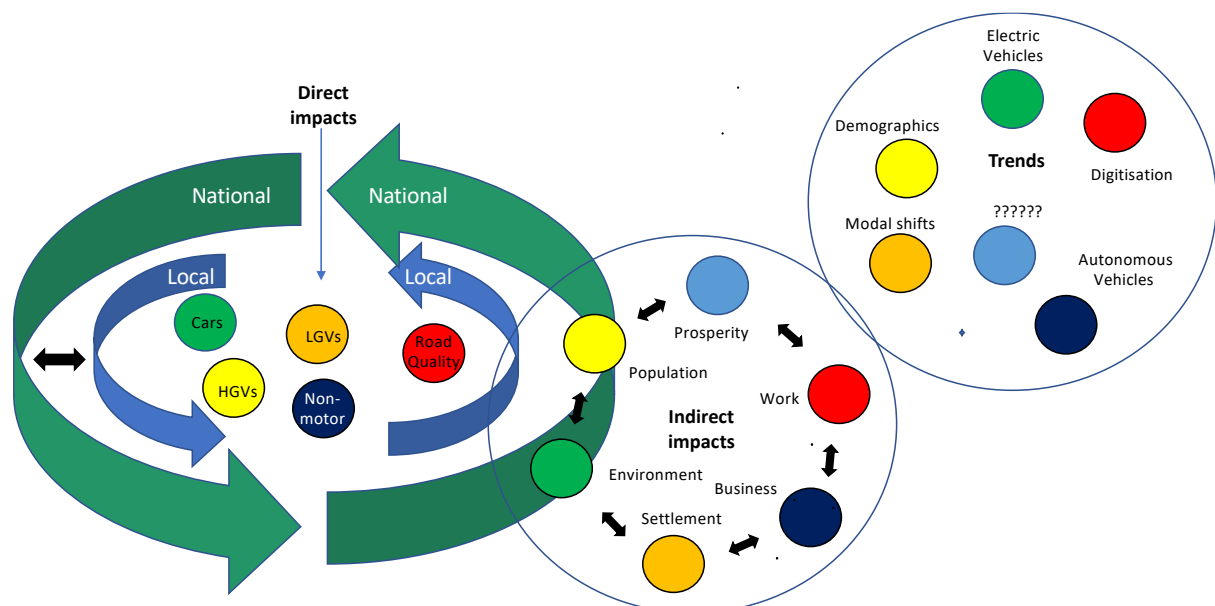 Direct
impacts
National
National
Local
Local
Cars
LGVs
Road
Quality
HGVs
Non-
motor
Prosperity
Population
Work
Indirect
impacts
Environment
Business
Settlement
Electric
Vehicles
Demographics
Trends
Digitisation
Modal shifts
??????
Autonomous
Vehicles